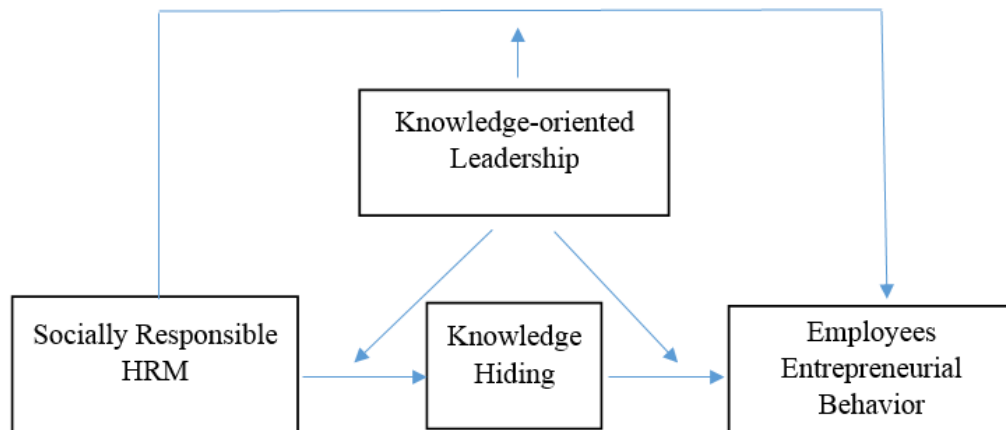 Knowledge-oriented
Leadership
Socially Responsible
HRM
Knowledge
Hiding
Employees
Entrepreneurial
Behavior